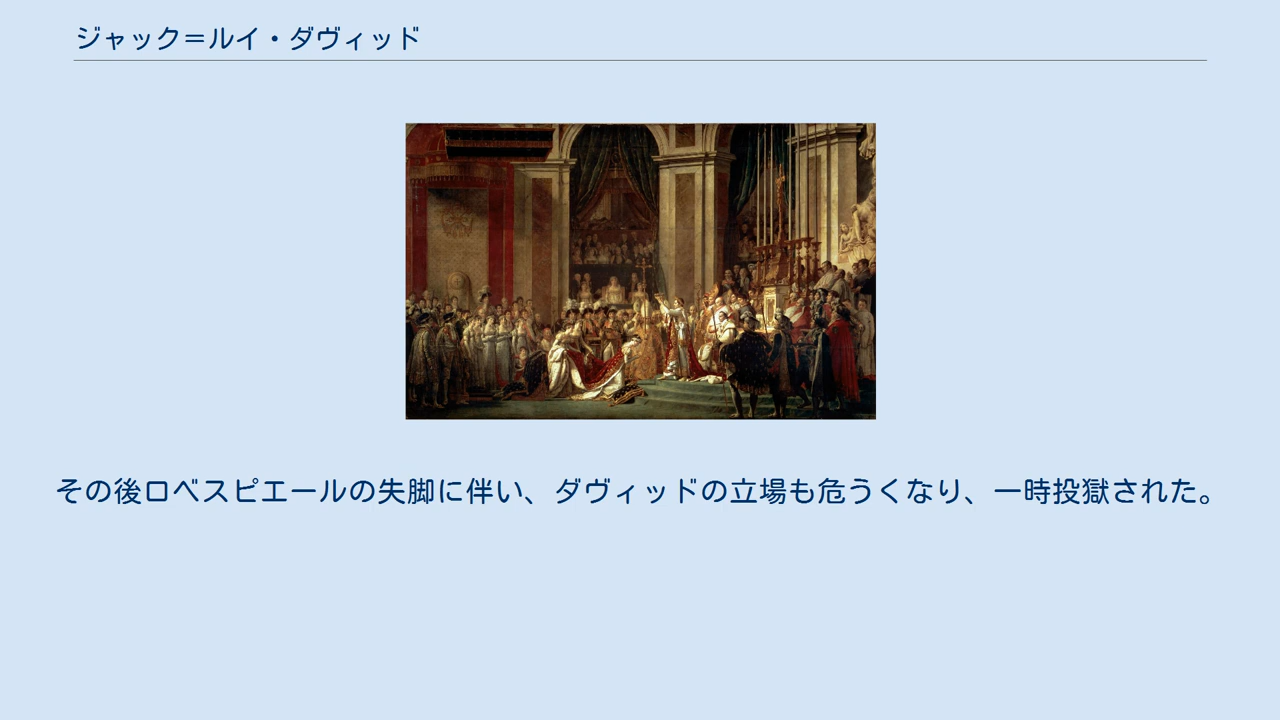 ジャック＝ルイ・ダヴィッド
その後ロベスピエールの失脚に伴い、ダヴィッドの立場も危うくなり、一時投獄された。